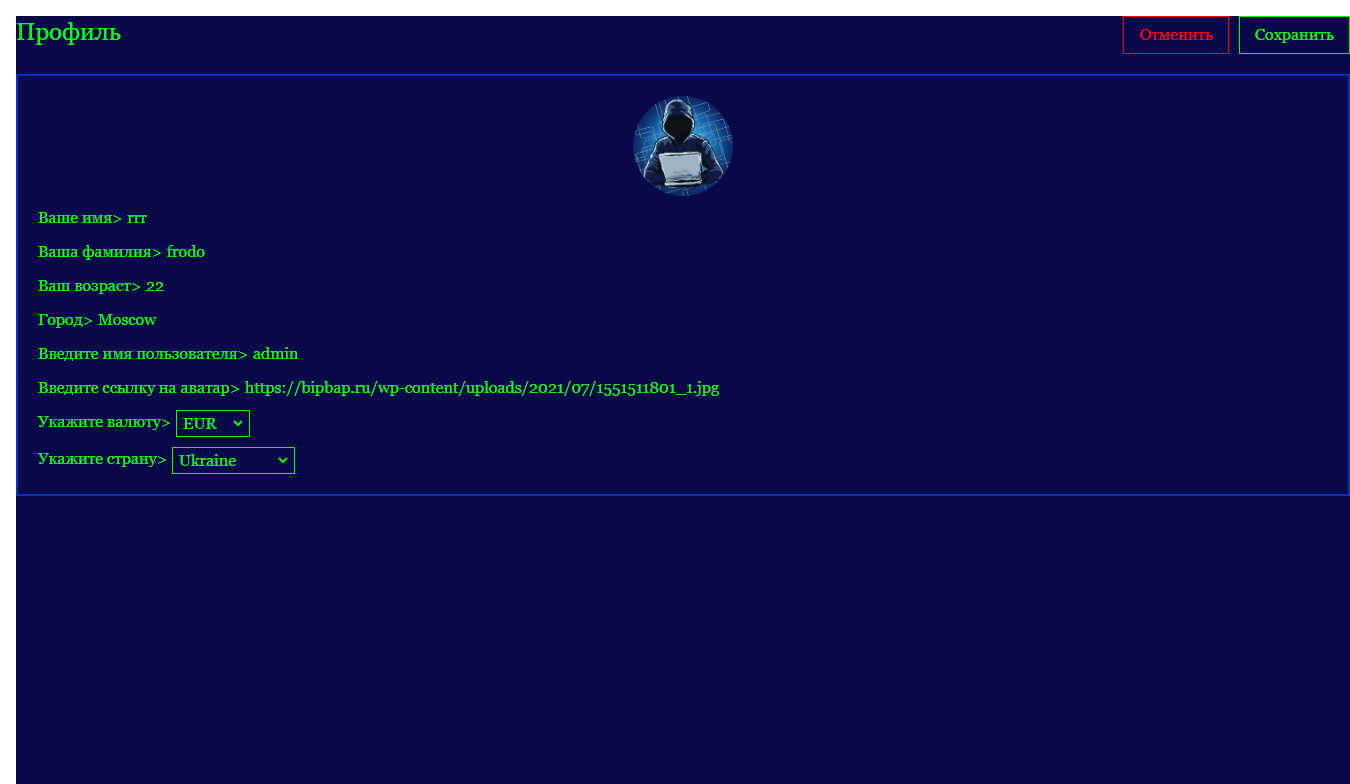 Профиль
Отменить
Сохранить
Ваше имя> rrr
Ваша фамилия> frodo
Ваш возраст> 22
Город> Moscow
Введите имя пользователя> admin
Введите ссылку на аватар> https://bipbap.ru/wp-content/uploads/2021/07/1551511801_1.jpg
Укажите валюту> EUR
Укажите страну> Ukraine